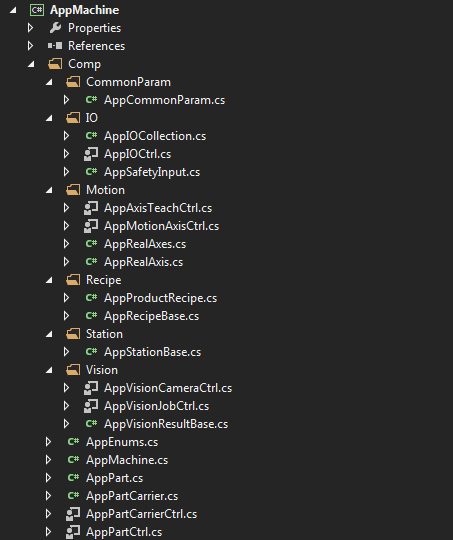 C# AppMachine
Properties
References
Comp
CommonParam
C# AppCommonParam.cs
IO
C# AppIOCollection.cs
AppIOCtrl.cs
C# AppSafetyInput.cs
Motion
AppAxisTeachCtrl.cs
AppMotionAxisCtrl.cs
C# AppRealAxes.cs
C# AppRealAxis.cs
Recipe
C# AppProductRecipe.cs
C# AppRecipeBase.cs
Station
C# AppStationBase.cs
Vision
AppVisionCameraCtrl.cs
AppVisionJobCtrl.cs
C# AppVisionResultBase.cs
C# AppEnums.cs
C# AppMachine.cs
C# AppPart.cs
C# AppPartCarrier.cs
AppPartCarrierCtrl.cs
AppPartCtrl.cs